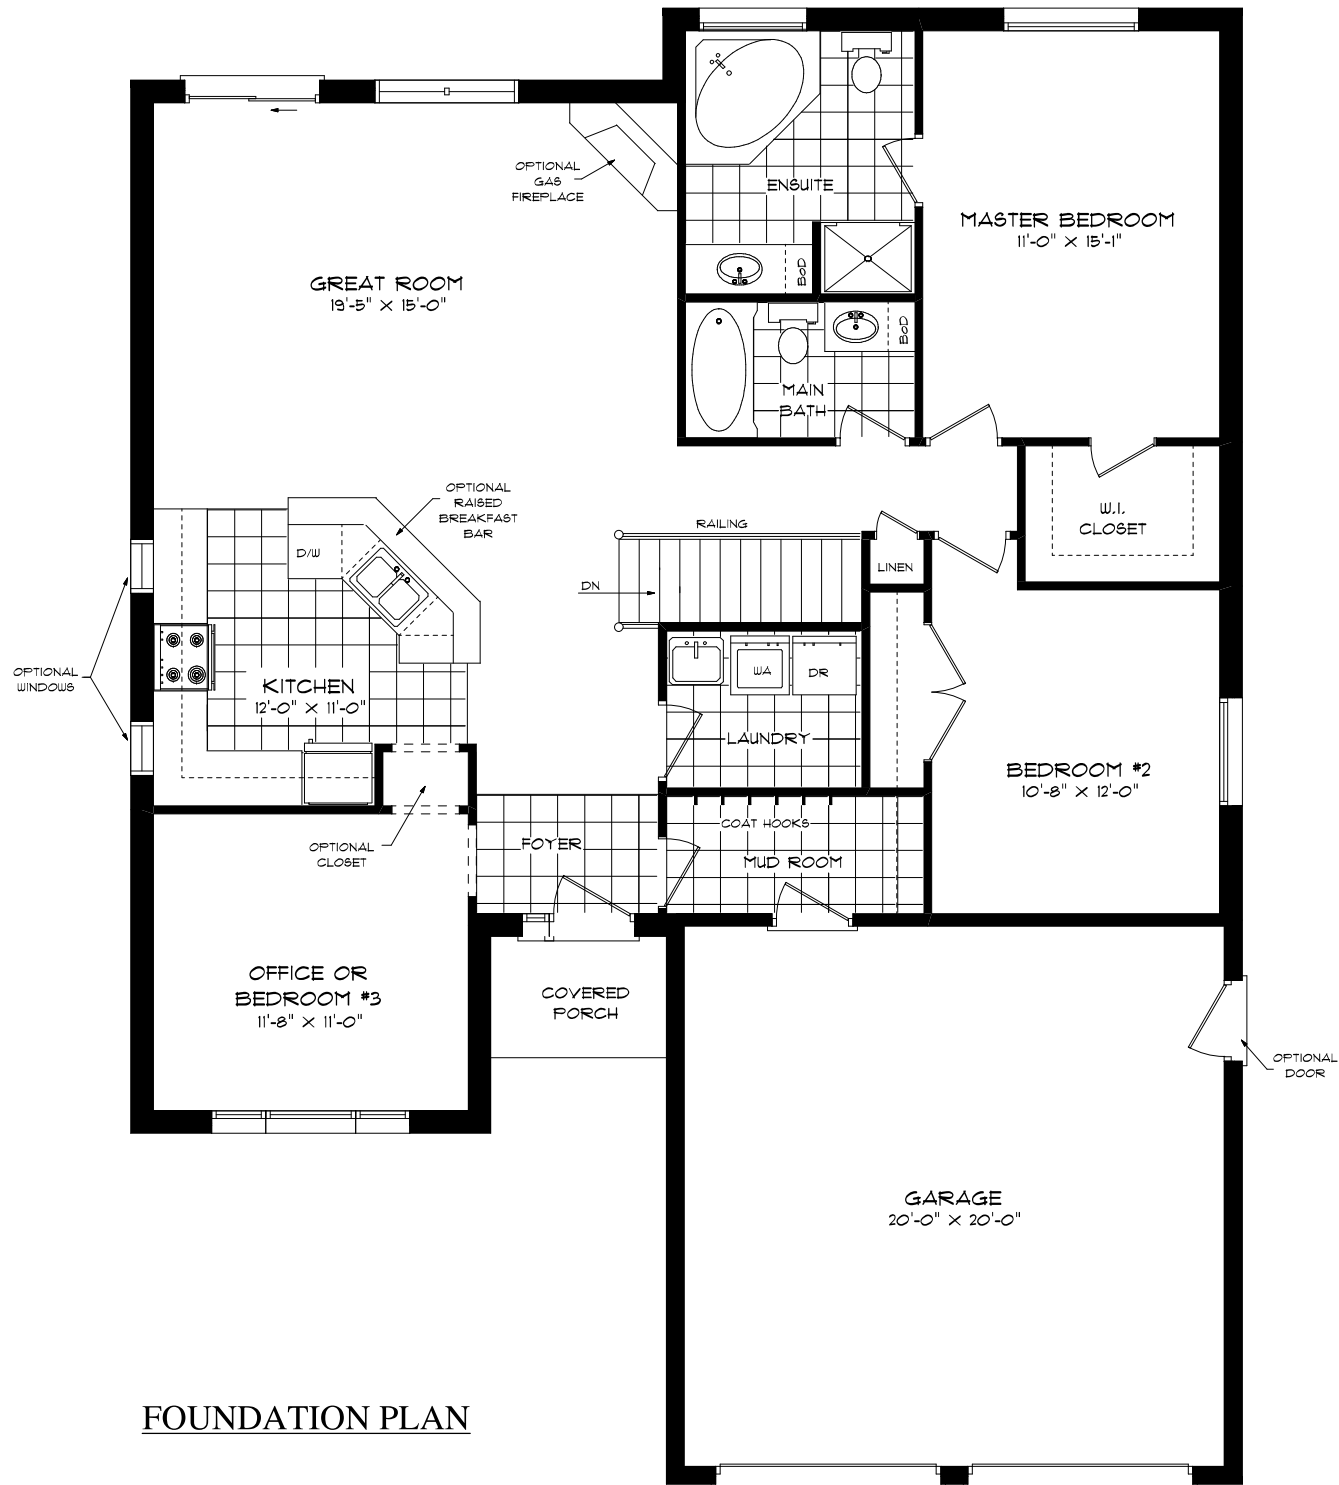 OPTIONAL
GAS
FIREPLACE
ENSUITE
MASTER BEDROOM
11'-0" X 15'-1"
GREAT ROOM
19'-5" X 15'-0"
BoD
BoD
MAIN
BATH
OPTIONAL
RAISED
BREAKFAST
BAR
W.I.
CLOSET
RAILING
D/W
LINEN
DN
OPTIONAL
WINDOWS
KITCHEN
12'-0" X 11'-0"
WA
DR
LAUNDRY
BEDROOM #2
10'-8" X 12'-0"
COAT HOOKS
MUD ROOM
FOYER
OPTIONAL
CLOSET
OFFICE OR
BEDROOM #3
11'-8" X 11'-0"
COVERED
PORCH
OPTIONAL
DOOR
GARAGE
20'-0" X 20'-0"
FOUNDATION PLAN